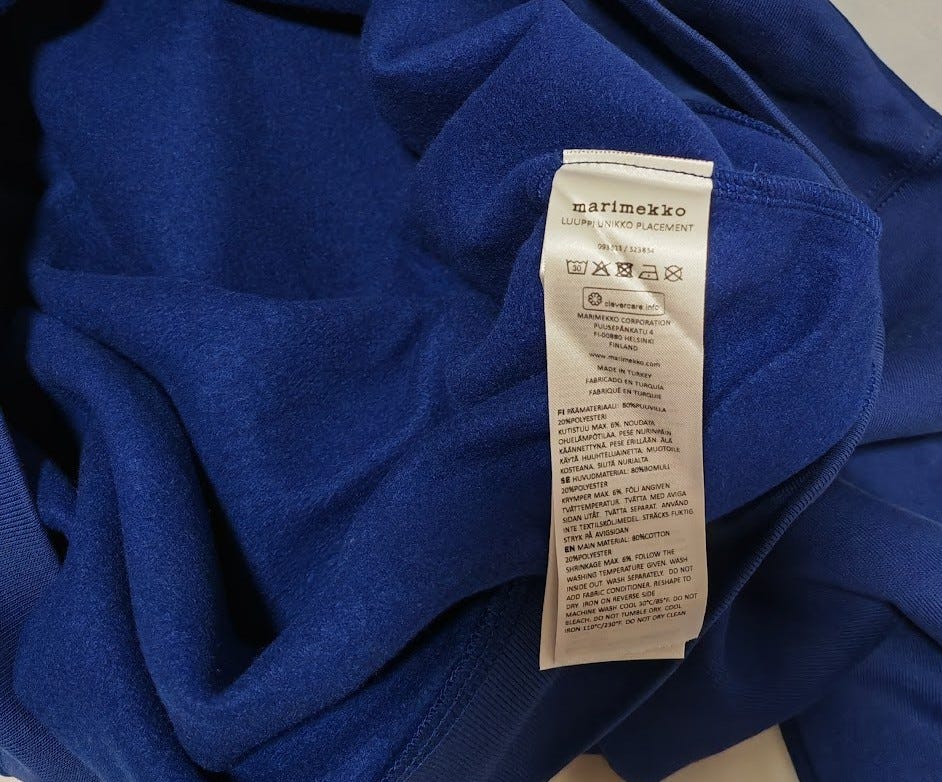 marimekko
LUUPPI UNIKKO PLACEMENT
093511 / 323854
30
clevercare.info
MARIMEKKO CORPORATION
PUUSEPÄNKATU 4
FI-00880 HELSINKI
FINLAND
www.marimekko.com
MADE IN TURKEY
FABRICADO EN TURQUÍA
FABRIQUÉ EN TURQUIE
FI PÄÄMATERIAALI: 80%PUUVILLA
20%POLYESTERI
KUTISTUU MAX. 6%. NOUDATA
OHJELÄMPÖTILAA. PESE NURINPÄIN
KÄÄNNETTYNÄ. PESE ERILLÄÄN. ÄLÄ
KÄYTÄ HUUHTELUAINETTA. MUOTOILE
KOSTEANA. SILITÄ NURJALTA
SE HUVUDMATERIAL: 80%BOMULL
20%POLYESTER
KRYMPER MAX. 6%. FÖLJ ANGIVEN
TVÄTTEMPERATUR. TVÄTTA MED AVIGA
SIDAN UTÅT. TVÄTTA SEPARAT. ANVÄND
INTE TEXTILSKÖLJMEDEL. STRÄCKS FUKTIG.
STRYK PÅ AVIGSIDAN
EN MAIN MATERIAL: 80%COTTON
20%POLYESTER
SHRINKAGE MAX. 6%. FOLLOW THE
WASHING TEMPERATURE GIVEN. WASH
INSIDE OUT. WASH SEPARATELY. DO NOT
ADD FABRIC CONDITIONER. RESHAPE TO
DRY. IRON ON REVERSE SIDE
MACHINE WASH COOL 30°C/85°F. DO NOT
BLEACH. DO NOT TUMBLE DRY. COOL
IRON 110°C/230°F. DO NOT DRY CLEAN